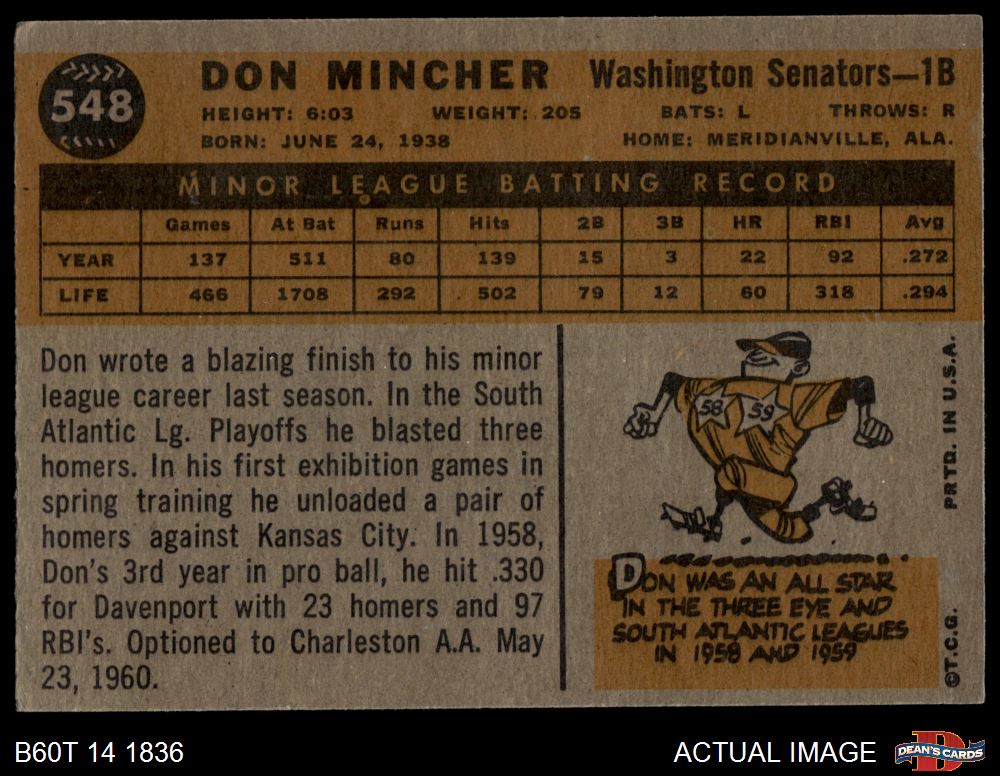 548
DON MINCHER Washington Senators—1B
HEIGHT: 6:03 WEIGHT: 205 BATS: L THROWS: R
BORN: JUNE 24, 1938 HOME: MERIDIANVILLE, ALA.
MINOR LEAGUE BATTING RECORD
Games At Bat Runs Hits 2B 3B HR RBI Avg
YEAR 137 511 80 139 15 3 22 92 .272
LIFE 466 1708 292 502 79 12 60 318 .294
Don wrote a blazing finish to his minor
league career last season. In the South
Atlantic Lg. Playoffs he blasted three
homers. In his first exhibition games in
spring training he unloaded a pair of
homers against Kansas City. In 1958,
Don's 3rd year in pro ball, he hit .330
for Davenport with 23 homers and 97
RBI's. Optioned to Charleston A.A. May
23, 1960.
58 59
DON WAS AN ALL STAR
IN THE THREE EYE AND
SOUTH ATLANTIC LEAGUES
IN 1958 AND 1959
©T.C.G. PRTD. IN U.S.A.
B60T 14 1836 ACTUAL IMAGE DEAN'S CARDS